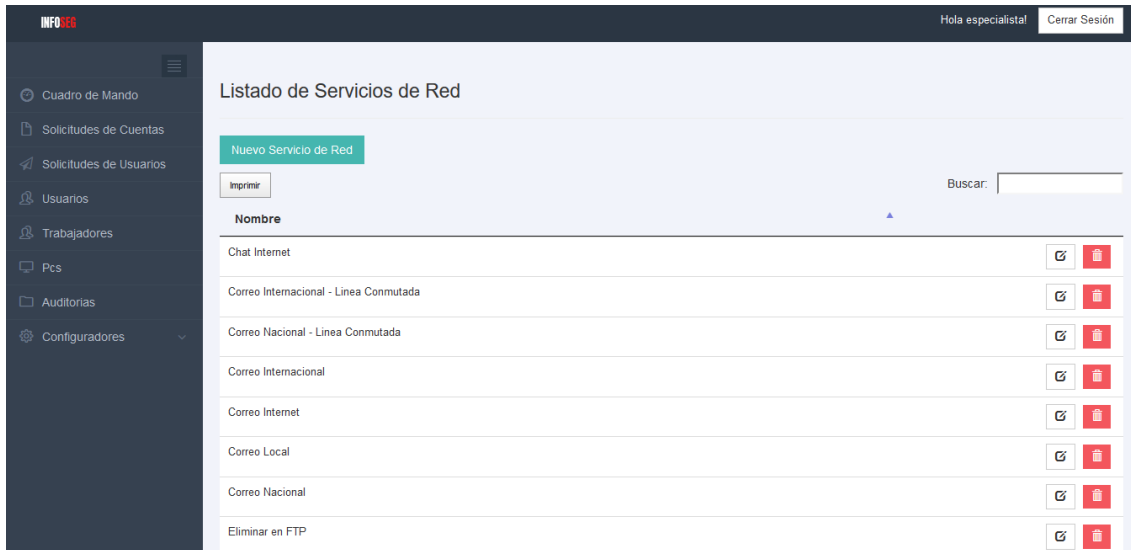 INFOSEG
Hola especialista!
Cerrar Sesión
Cuadro de Mando
Solicitudes de Cuentas
Solicitudes de Usuarios
Usuarios
Trabajadores
Pcs
Auditorias
Configuradores
Listado de Servicios de Red
Nuevo Servicio de Red
Imprimir
Buscar:
Nombre
Chat Internet
Correo Internacional - Linea Conmutada
Correo Nacional - Linea Conmutada
Correo Internacional
Correo Internet
Correo Local
Correo Nacional
Eliminar en FTP